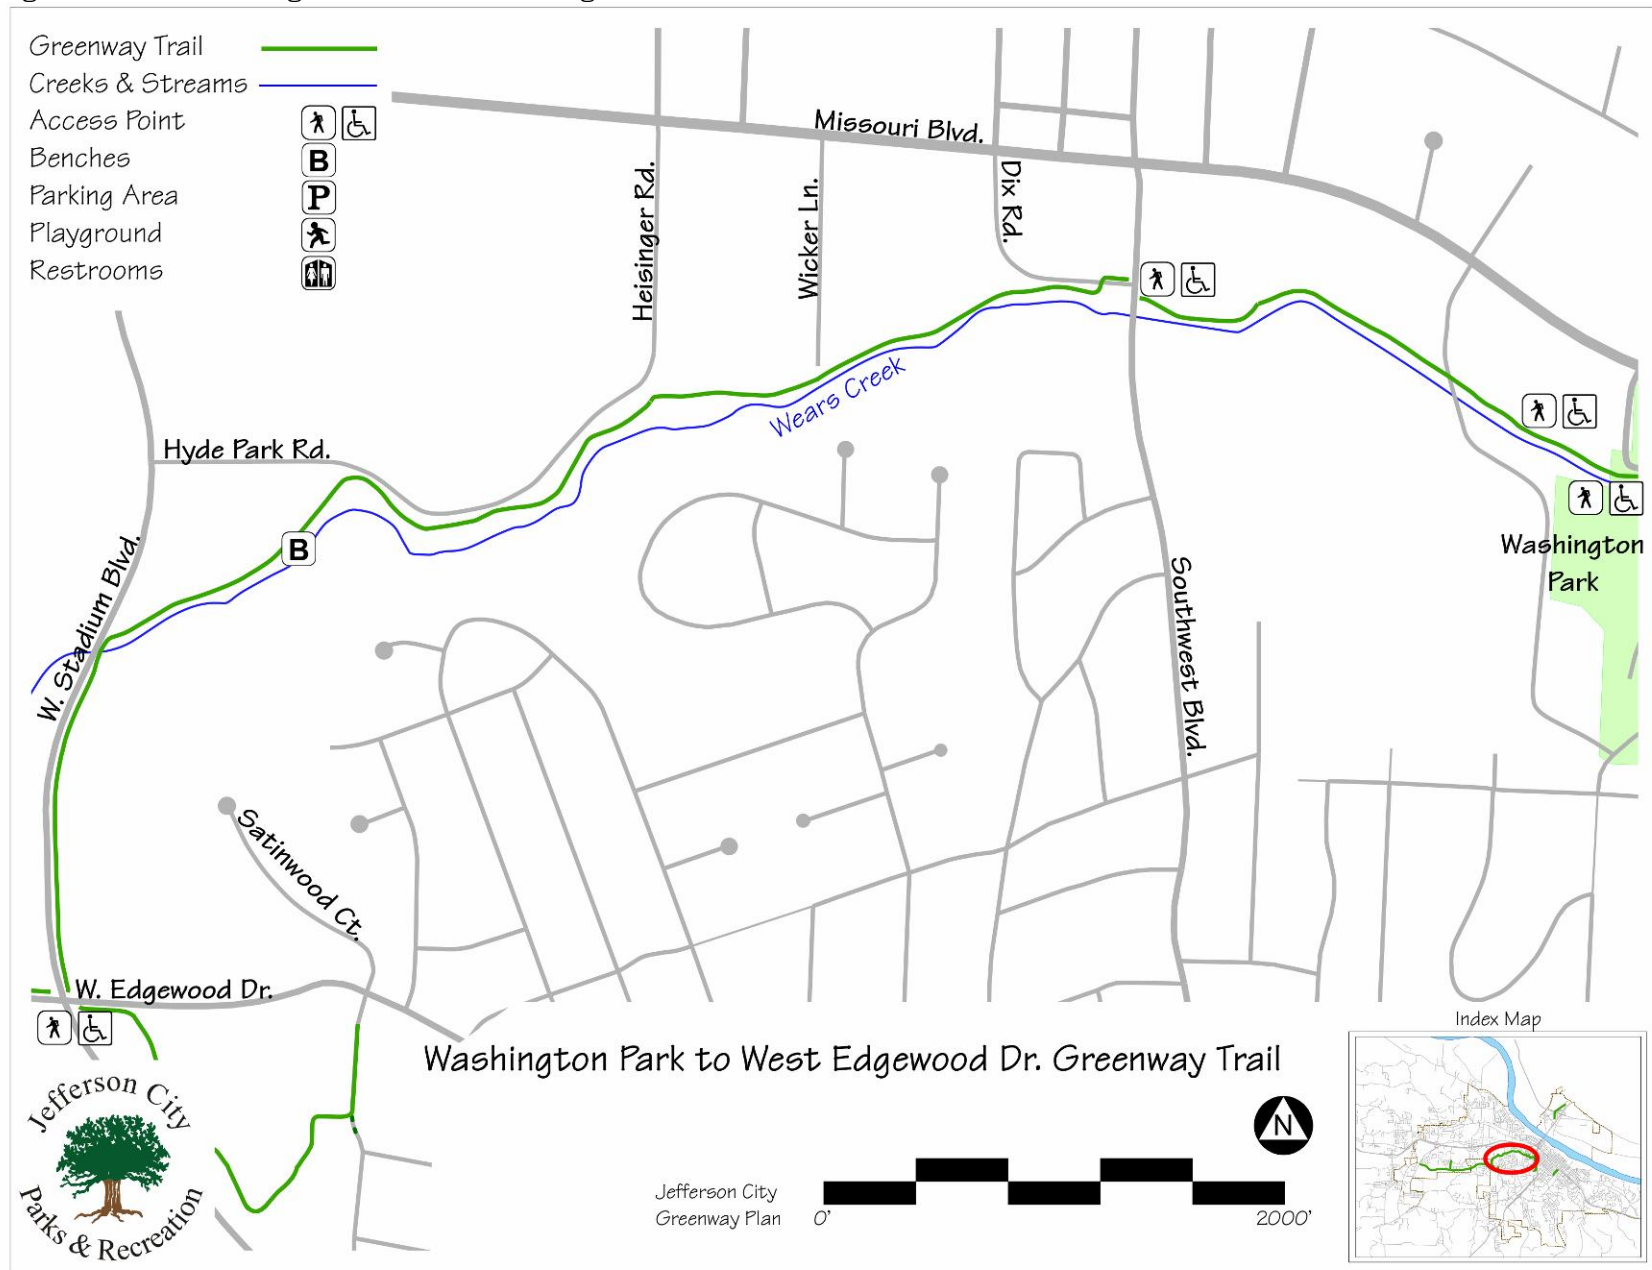 Greenway Trail
Creeks & Streams
Access Point
Benches
B
Parking Area
P
Playground
Restrooms
Missouri Blvd.
Heisinger Rd.
Wicker Ln.
Dix Rd.
Wears Creek
Hyde Park Rd.
B
W. Stadium Blvd.
Washington
Park
Southwest Blvd.
Satinwood Ct.
W. Edgewood Dr.
Washington Park to West Edgewood Dr. Greenway Trail
Index Map
N
Jefferson City
Parks & Recreation
Jefferson City
Greenway Plan
0'
2000'